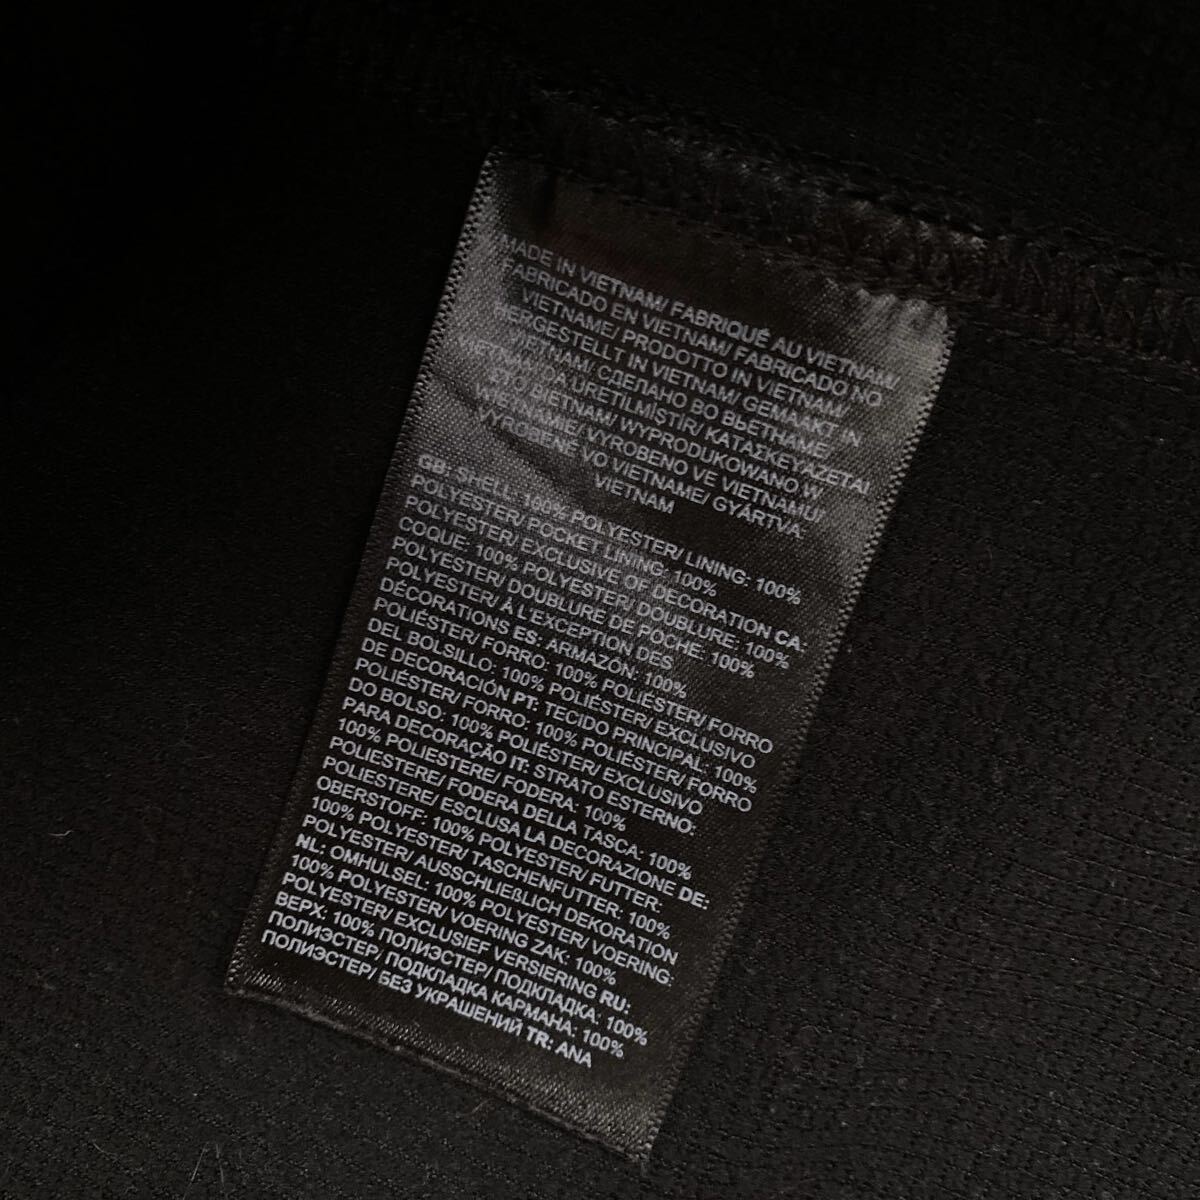 MADE IN VIETNAM/ FABRIQUÉ AU VIETNAM/
FABRICADO EN VIETNAM/ FABRICADO NO
VIETNAME/ PRODOTTO IN VIETNAM/
HERGESTELLT IN VIETNAM/ GEMAAKT IN
VIETNAM/ СДЕЛАНО ВО ВЬЕТНАМЕ/
ÜRETILMİSTİR/ ΚΑΤΑΣΚΕΥΑΖΕΤΑΙ
ΣΤΟ ΒΙΕΤΝΑΜ/ WYPRODUKOWANO W
WIETNAMIE/ VYROBENO VE VIETNAMU/
VYROBENÉ VO VIETNAME/ GYÁRTVA:
VIETNAM
GB: SHELL: 100% POLYESTER/ LINING: 100%
POLYESTER/ POCKET LINING: 100%
POLYESTER/ EXCLUSIVE OF DECORATION CA:
COQUE: 100% POLYESTER/ DOUBLURE: 100%
POLYESTER/ DOUBLURE DE POCHE: 100%
POLYESTER/ À L'EXCEPTION DES
DÉCORATIONS ES: ARMAZÓN: 100%
POLIÉSTER/ FORRO: 100% POLIÉSTER/ FORRO
DEL BOLSILLO: 100% POLIÉSTER/ EXCLUSIVO
DE DECORACIÓN PT: TECIDO PRINCIPAL: 100%
POLIÉSTER/ FORRO: 100% POLIÉSTER/ FORRO
DO BOLSO: 100% POLIÉSTER/ EXCLUSIVO
PARA DECORAÇÃO IT: STRATO ESTERNO:
100% POLIESTERE/ FODERA: 100%
POLIESTERE/ FODERA DELLA TASCA: 100%
POLIESTERE/ ESCLUSA LA DECORAZIONE DE:
OBERSTOFF: 100% POLYESTER/ FUTTER:
100% POLYESTER/ TASCHENFUTTER: 100%
POLYESTER/ AUSSCHLIEßLICH DEKORATION
NL: OMHULSEL: 100% POLYESTER/ VOERING:
100% POLYESTER/ VOERING ZAK: 100%
POLYESTER/ EXCLUSIEF VERSIERING RU:
ВЕРХ: 100% ПОЛИЭСТЕР/ ПОДКЛАДКА: 100%
ПОЛИЭСТЕР/ ПОДКЛАДКА КАРМАНА: 100%
ПОЛИЭСТЕР/ БЕЗ УКРАШЕНИЙ TR: ANA